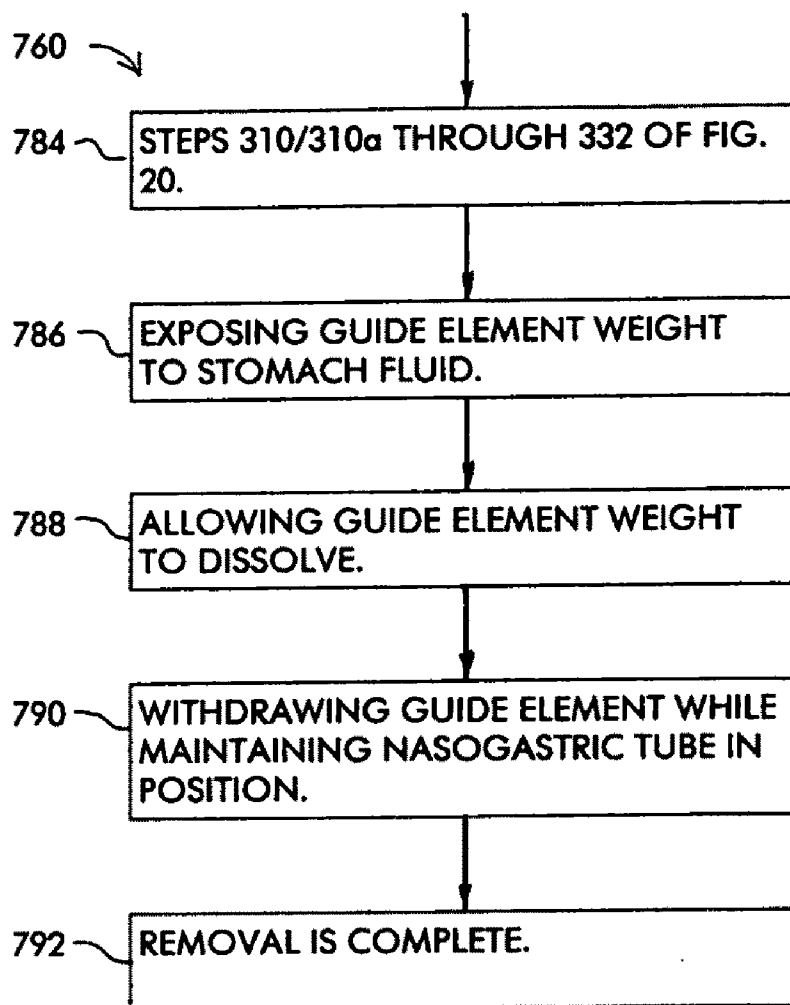 760
784 STEPS 310/310a THROUGH 332 OF FIG.
20.
786 EXPOSING GUIDE ELEMENT WEIGHT
TO STOMACH FLUID.
788 ALLOWING GUIDE ELEMENT WEIGHT
TO DISSOLVE.
790 WITHDRAWING GUIDE ELEMENT WHILE
MAINTAINING NASOGASTRIC TUBE IN
POSITION.
792 REMOVAL IS COMPLETE.